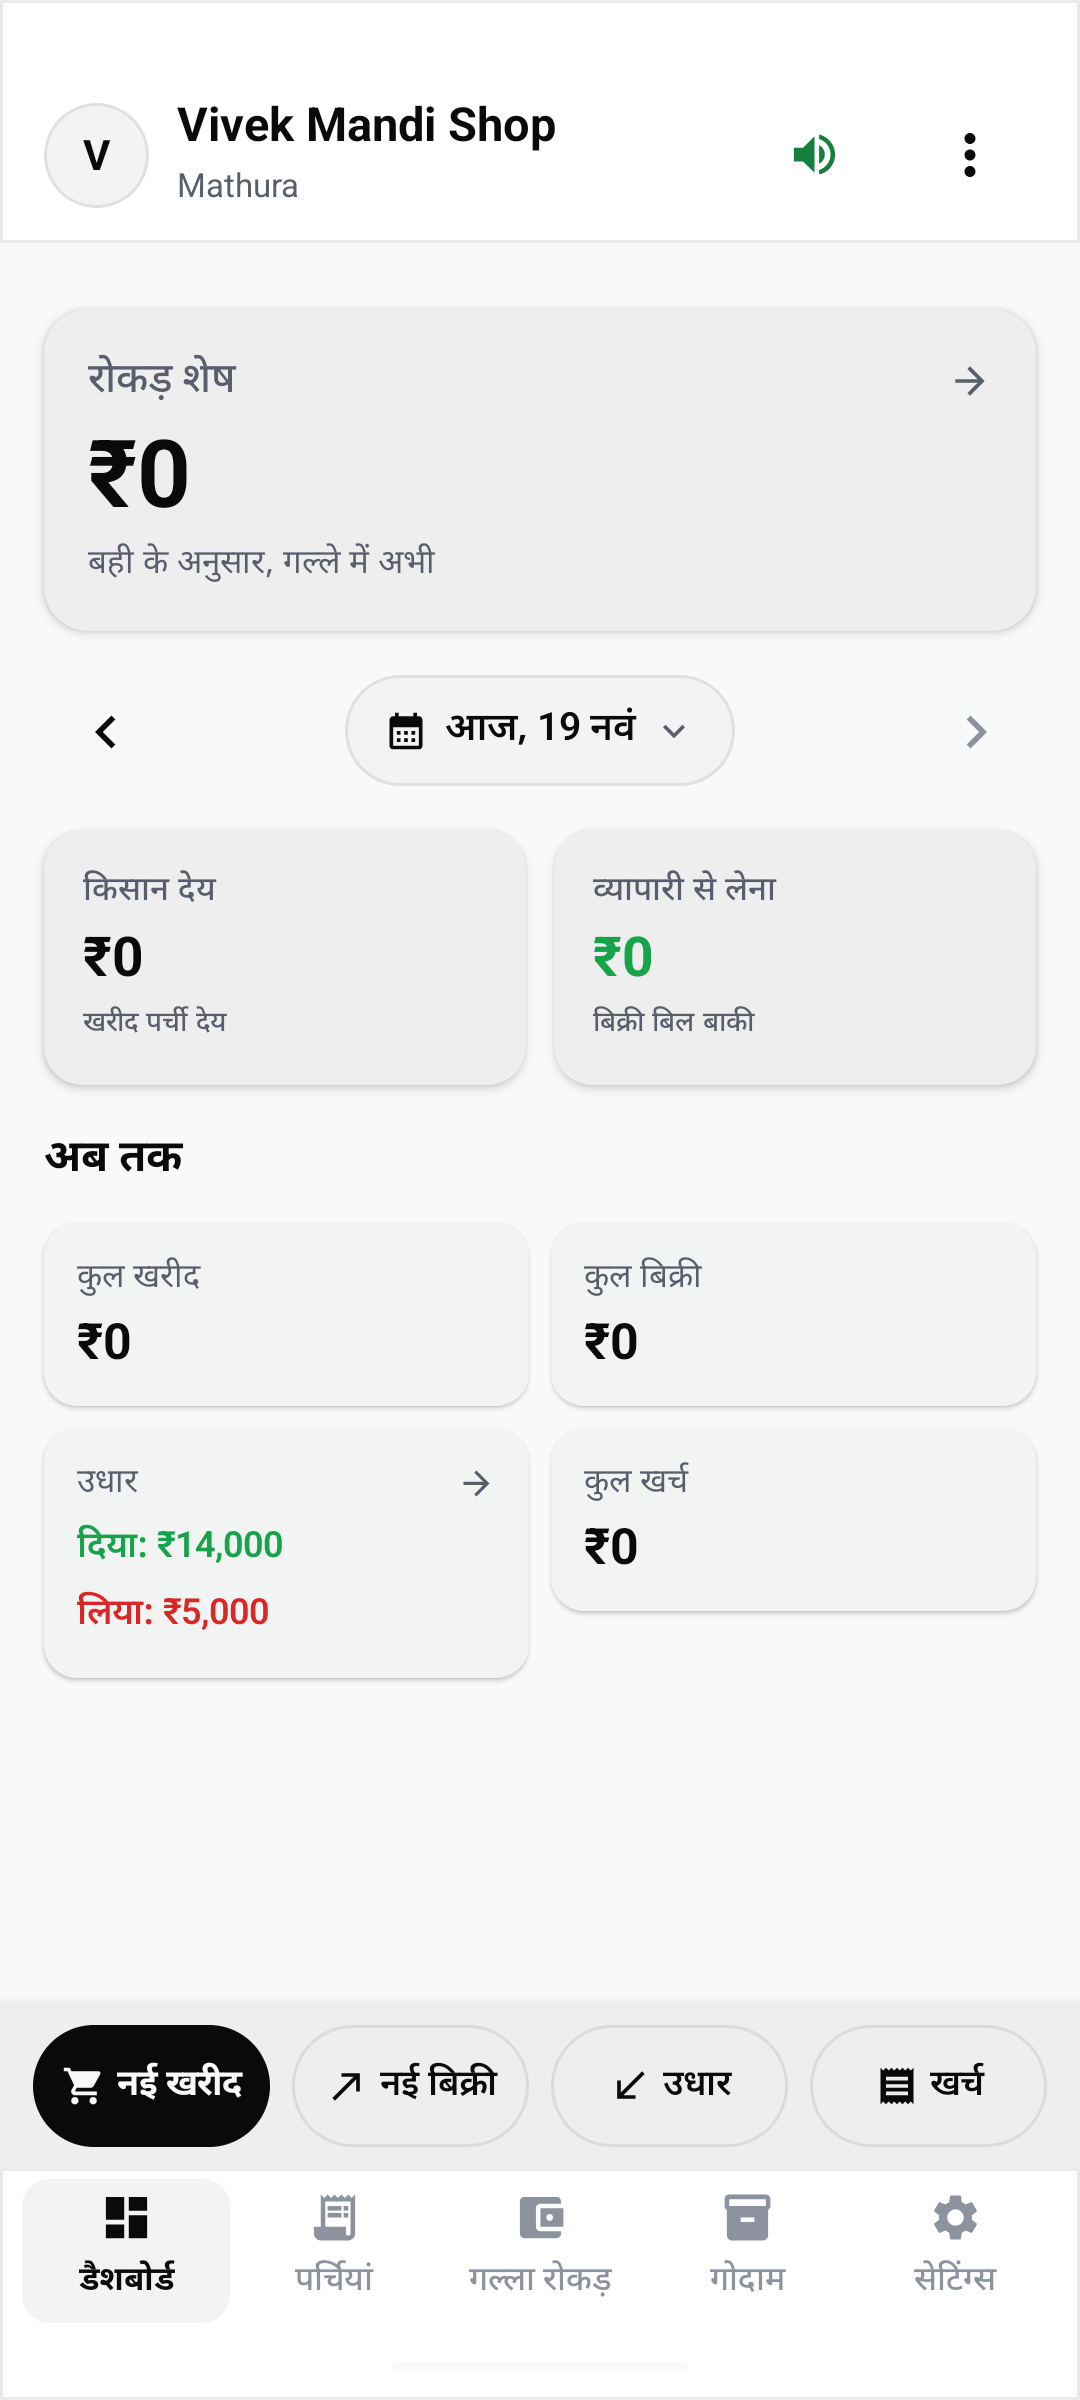 V
Vivek Mandi Shop
Mathura
रोकड़ शेष
₹0
बही के अनुसार, गल्ले में अभी
आज, 19 नवं
किसान देय
₹0
खरीद पर्ची देय
व्यापारी से लेना
₹0
बिक्री बिल बाकी
अब तक
कुल खरीद
₹0
कुल बिक्री
₹0
उधार
दिया: ₹14,000
लिया: ₹5,000
कुल खर्च
₹0
नई खरीद
नई बिक्री
उधार
खर्च
डैशबोर्ड
पर्चियां
गल्ला रोकड़
गोदाम
सेटिंग्स